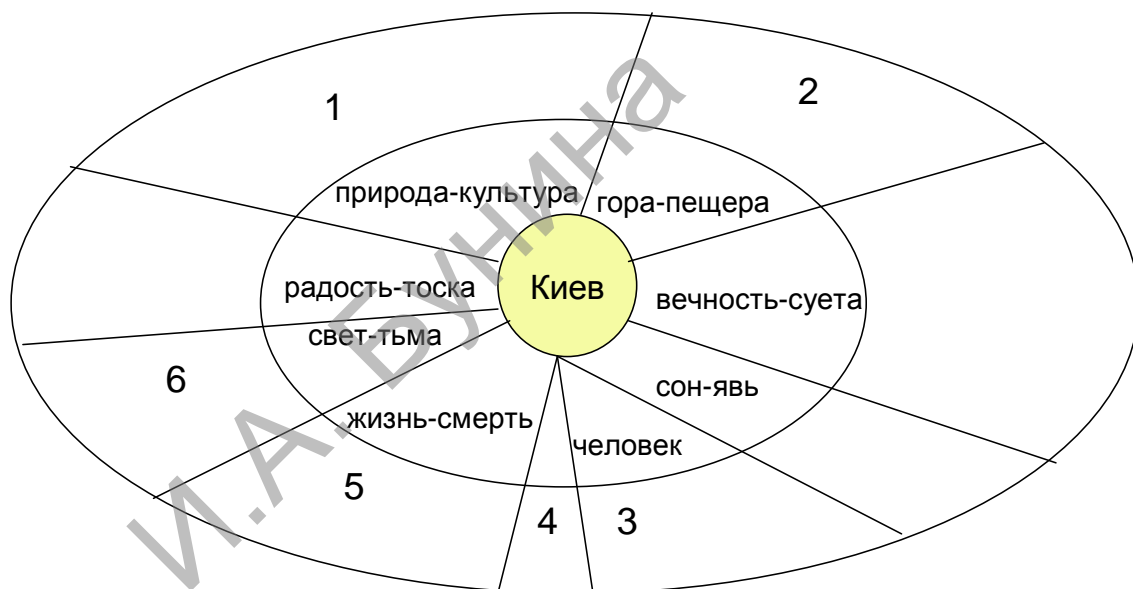 1
2
природа-культура
гора-пещера
Киев
радость-тоска
вечность-суета
свет-тьма
6
сон-явь
жизнь-смерть
человек
5
4
3
И.А. Бунина